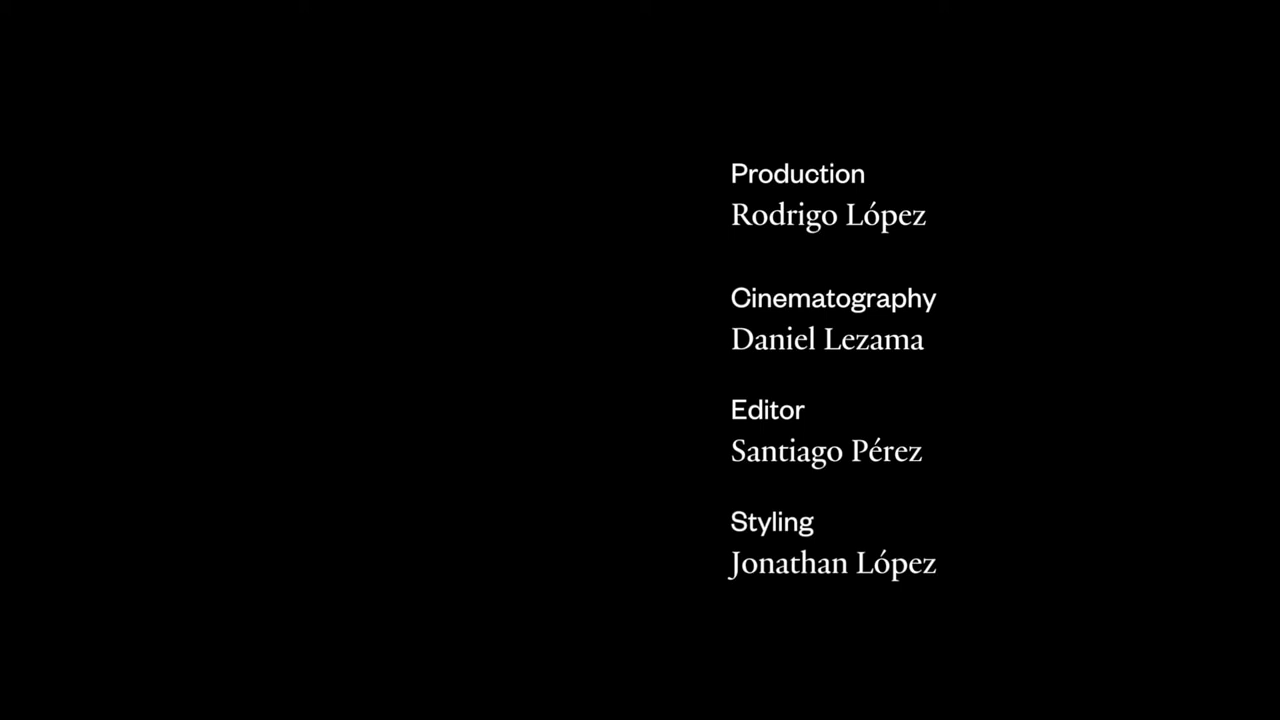 Production
Rodrigo López
Cinematography
Daniel Lezama
Editor
Santiago Pérez
Styling
Jonathan López